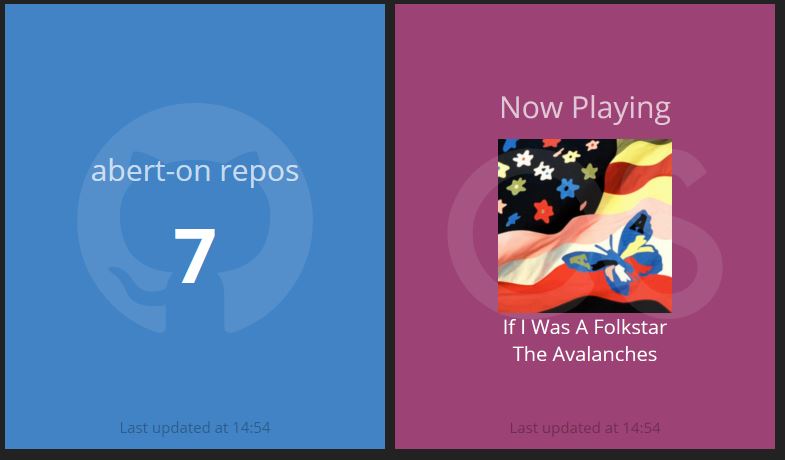 abert-on repos
7
Last updated at 14:54
Now Playing
If I Was A Folkstar
The Avalanches
Last updated at 14:54